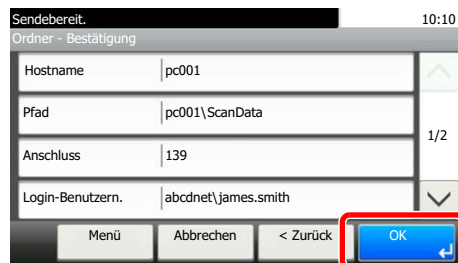 Sendebereit. 10:10
Ordner - Bestätigung
Hostname pc001
Pfad pc001\ScanData
1/2
Anschluss 139
Login-Benutzern. abcdnet\james.smith
Menü Abbrechen < Zurück OK